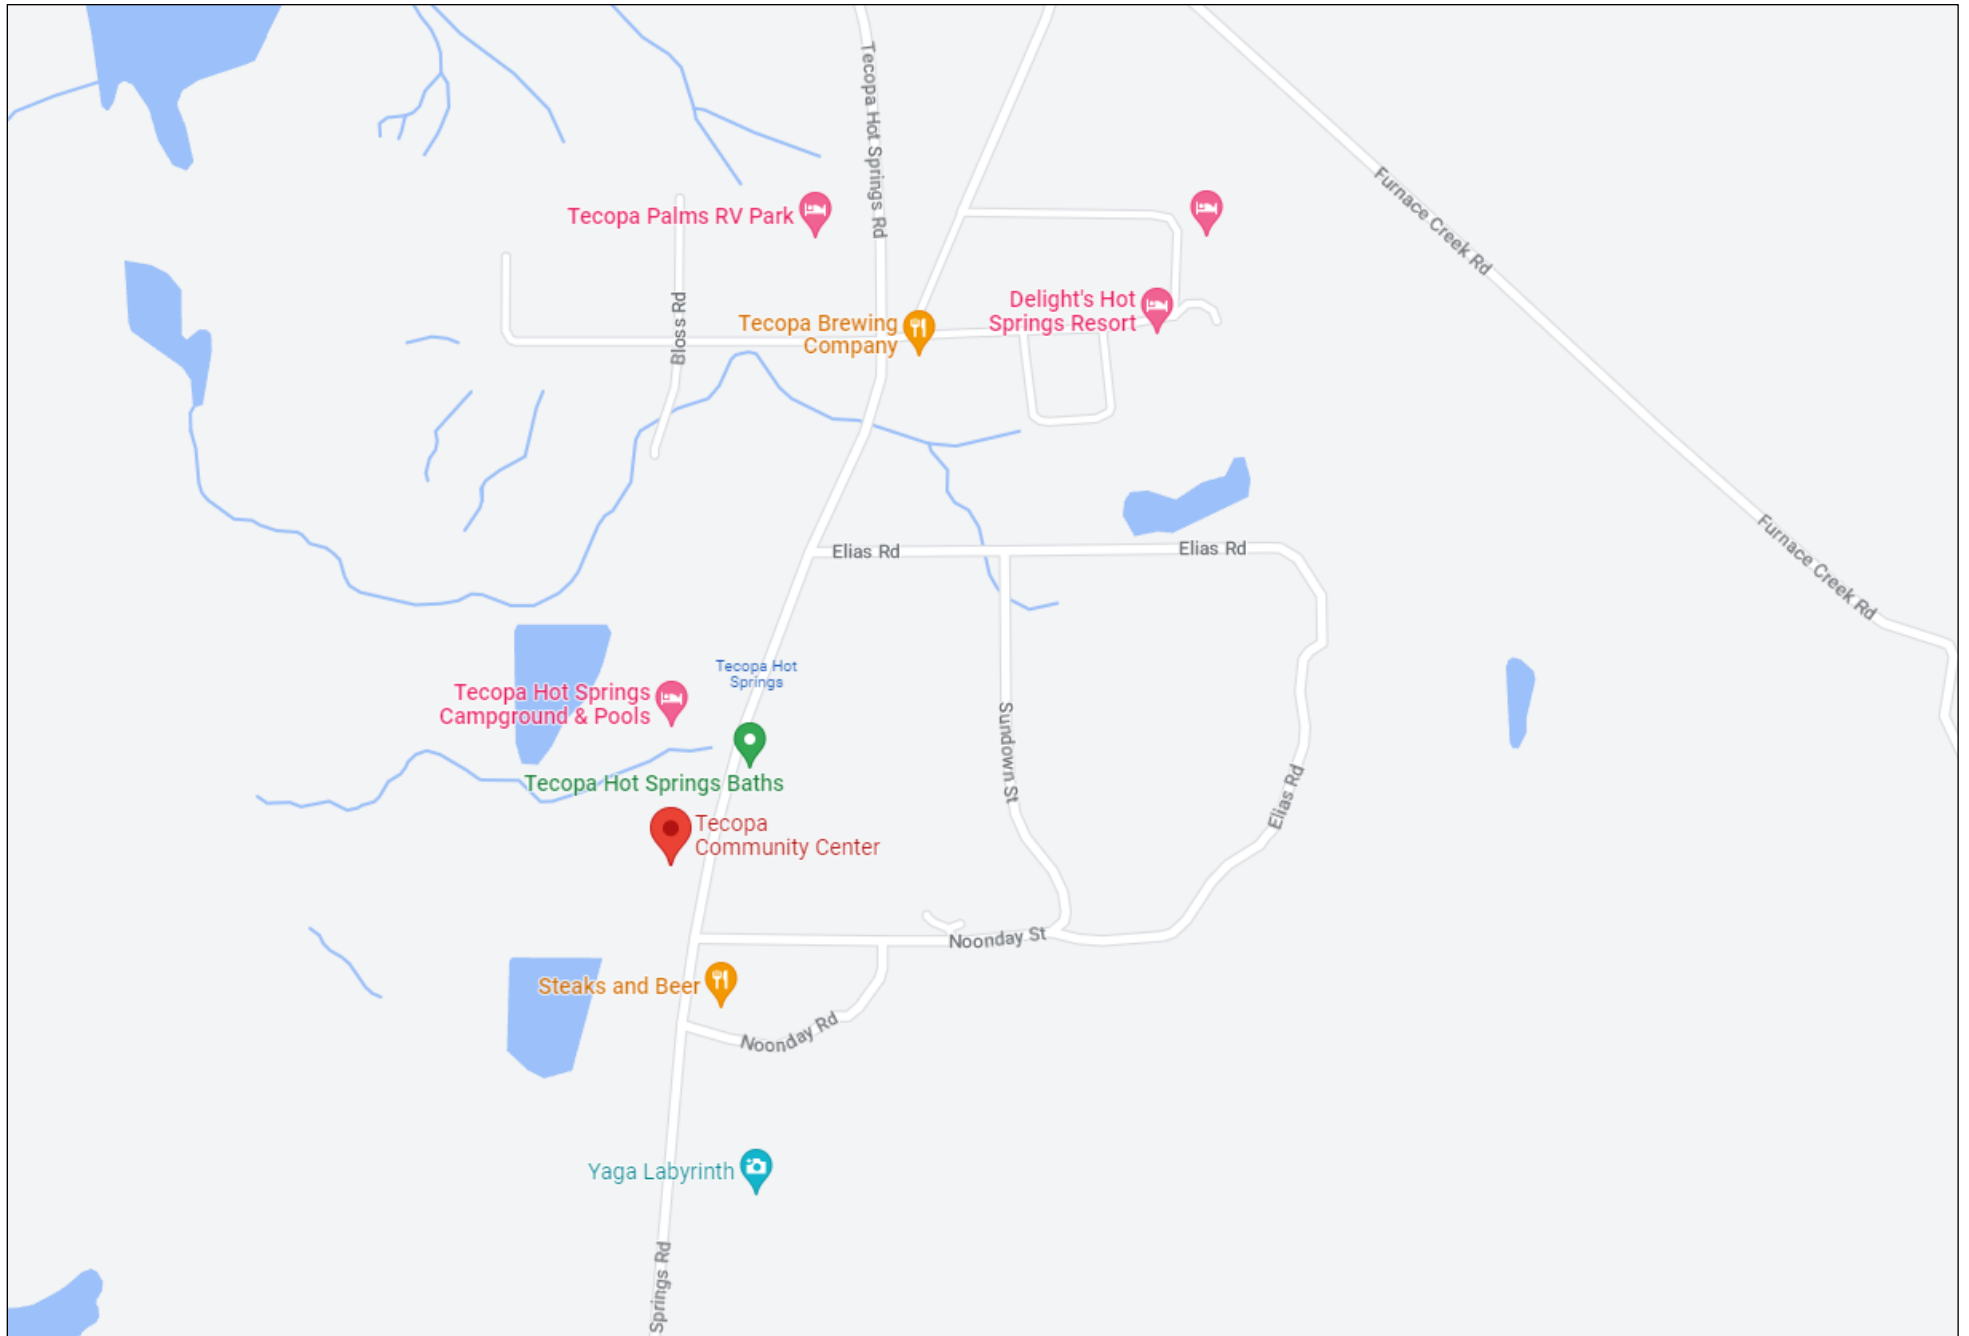 Tecopa Hot Springs Rd
Furnace Creek Rd
Tecopa Palms RV Park
Bloss Rd
Delight's Hot
Springs Resort
Tecopa Brewing
Company
Elias Rd
Elias Rd
Furnace Creek Rd
Tecopa Hot
Springs
Tecopa Hot Springs
Campground & Pools
Sundown St
Tecopa Hot Springs Baths
Elias Rd
Tecopa
Community Center
Noonday St
Steaks and Beer
Noonday Rd
Yaga Labyrinth
Springs Rd